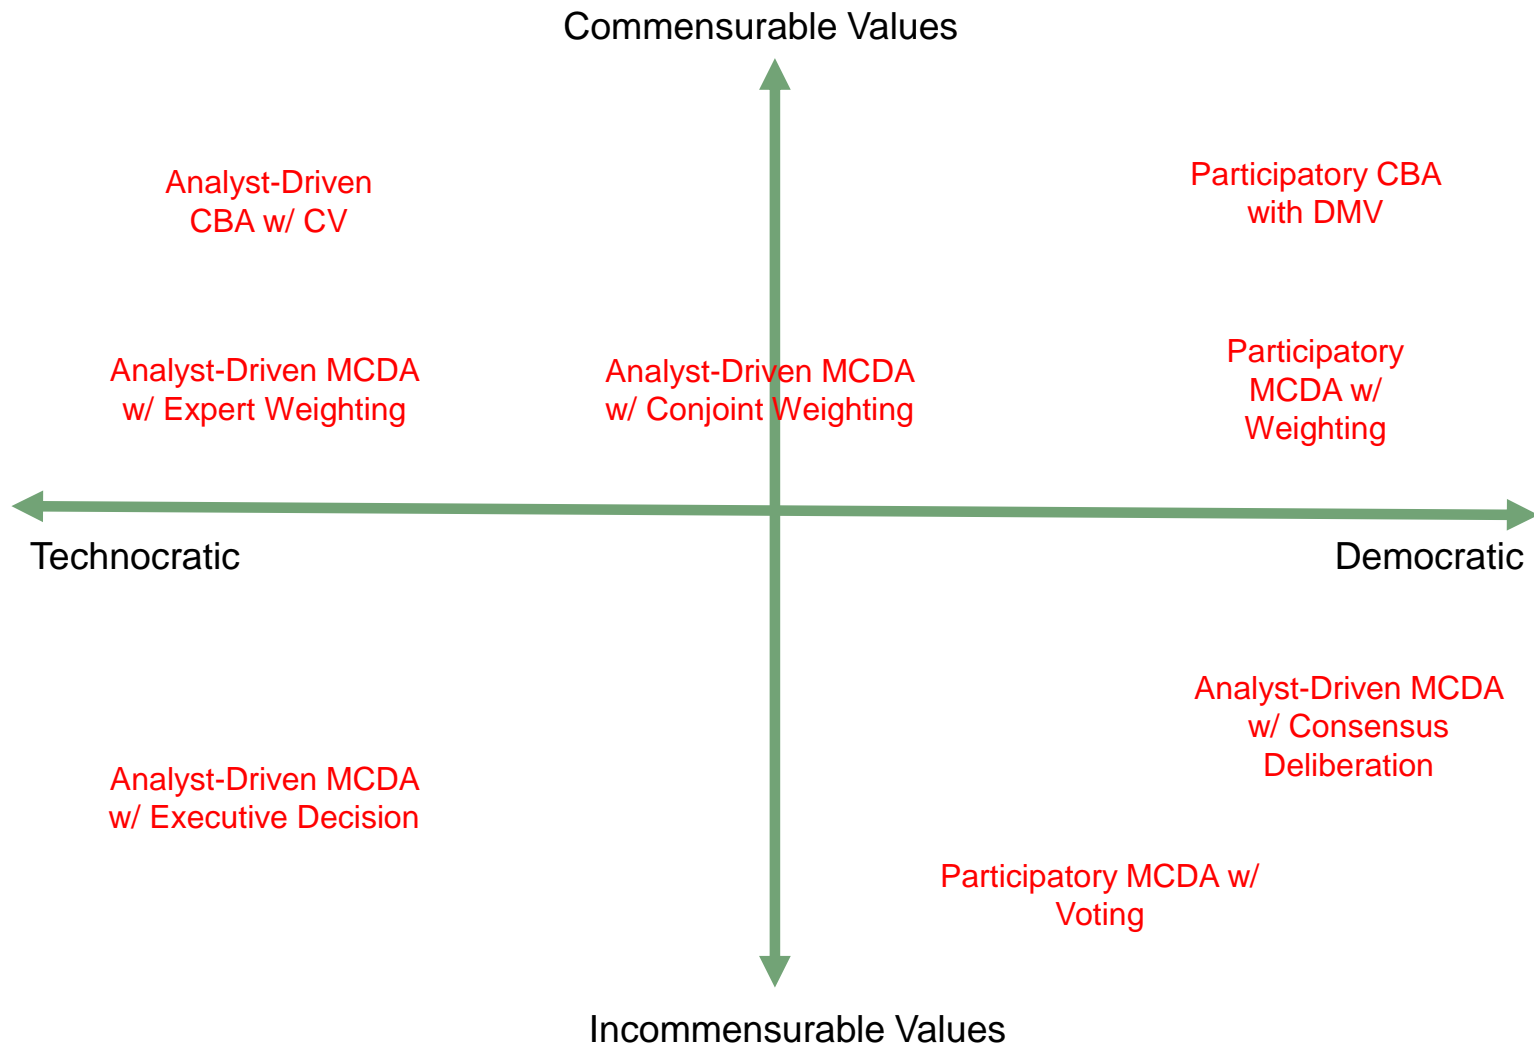 Commensurable Values
Analyst-Driven
CBA w/ CV
Participatory CBA
with DMV
Analyst-Driven MCDA
w/ Expert Weighting
Analyst-Driven MCDA
w/ Conjoint Weighting
Participatory
MCDA w/
Weighting
Technocratic
Democratic
Analyst-Driven MCDA
w/ Consensus
Deliberation
Analyst-Driven MCDA
w/ Executive Decision
Participatory MCDA w/
Voting
Incommensurable Values